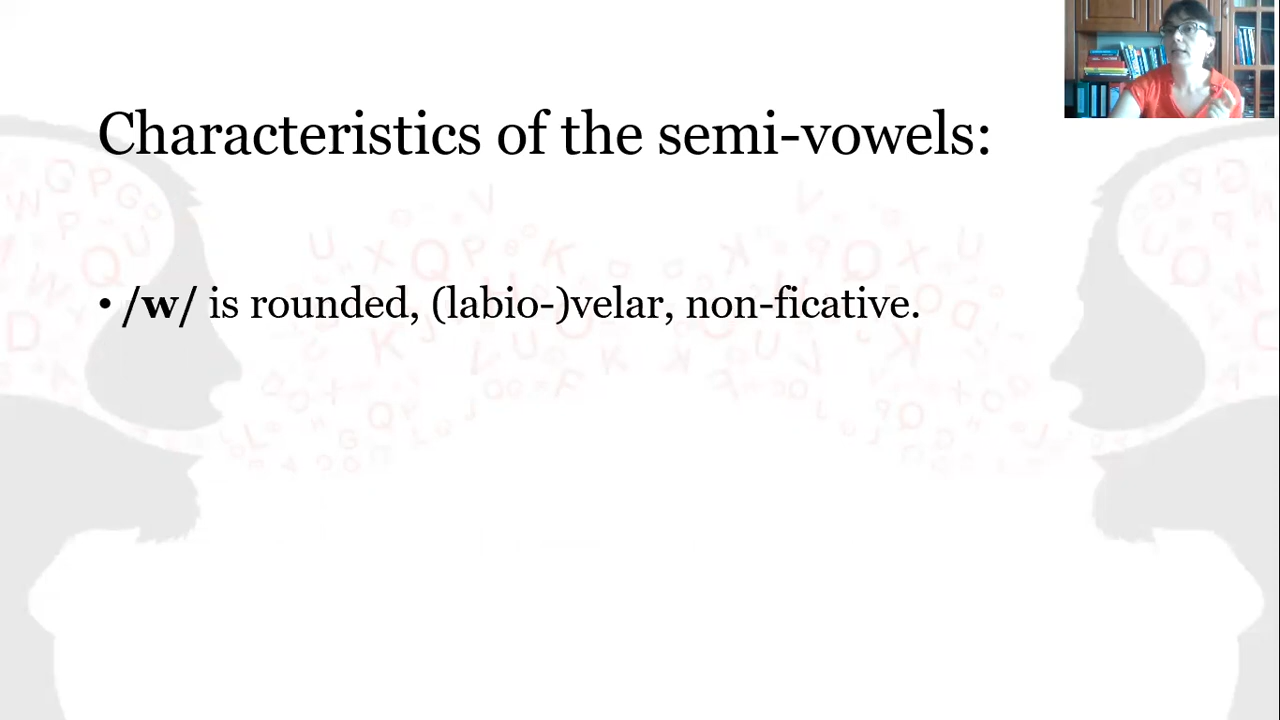 Characteristics of the semi-vowels:
• /w/ is rounded, (labio-)velar, non-ficative.